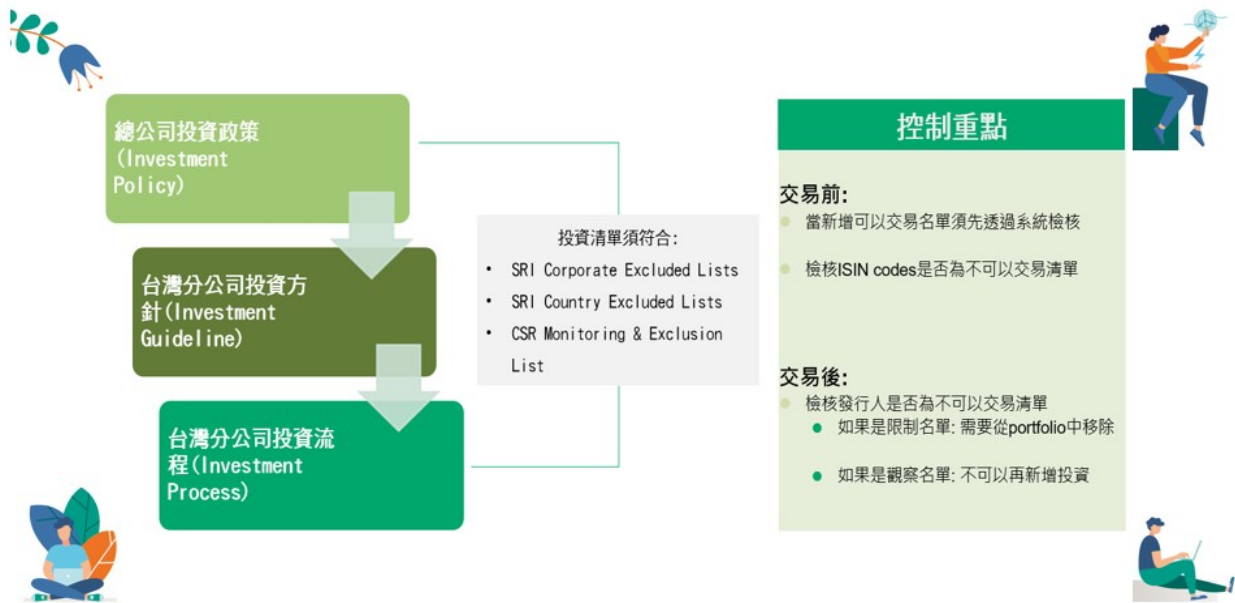 總公司投資政策
(Investment
Policy)
台灣分公司投資方
針(Investment
Guideline)
台灣分公司投資流
程(Investment
Process)
投資清單須符合:
• SRI Corporate Excluded Lists
• SRI Country Excluded Lists
• CSR Monitoring & Exclusion
List
控制重點
交易前:
• 當新增可以交易名單須先透過系統檢核
• 檢核ISIN codes是否為不可以交易清單
交易後:
• 檢核發行人是否為不可以交易清單
• 如果是限制名單: 需要從portfolio中移除
• 如果是觀察名單: 不可以再新增投資